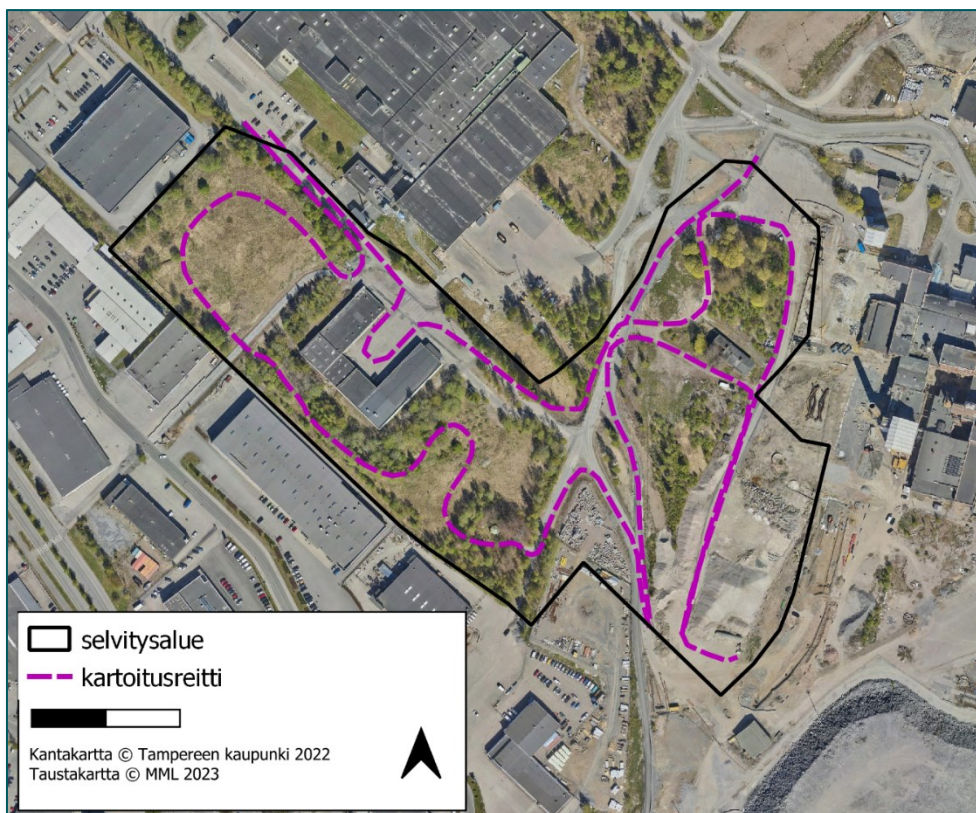 selvitysalue
kartoitusreitti
Kantakartta © Tampereen kaupunki 2022
Taustakartta © MML 2023